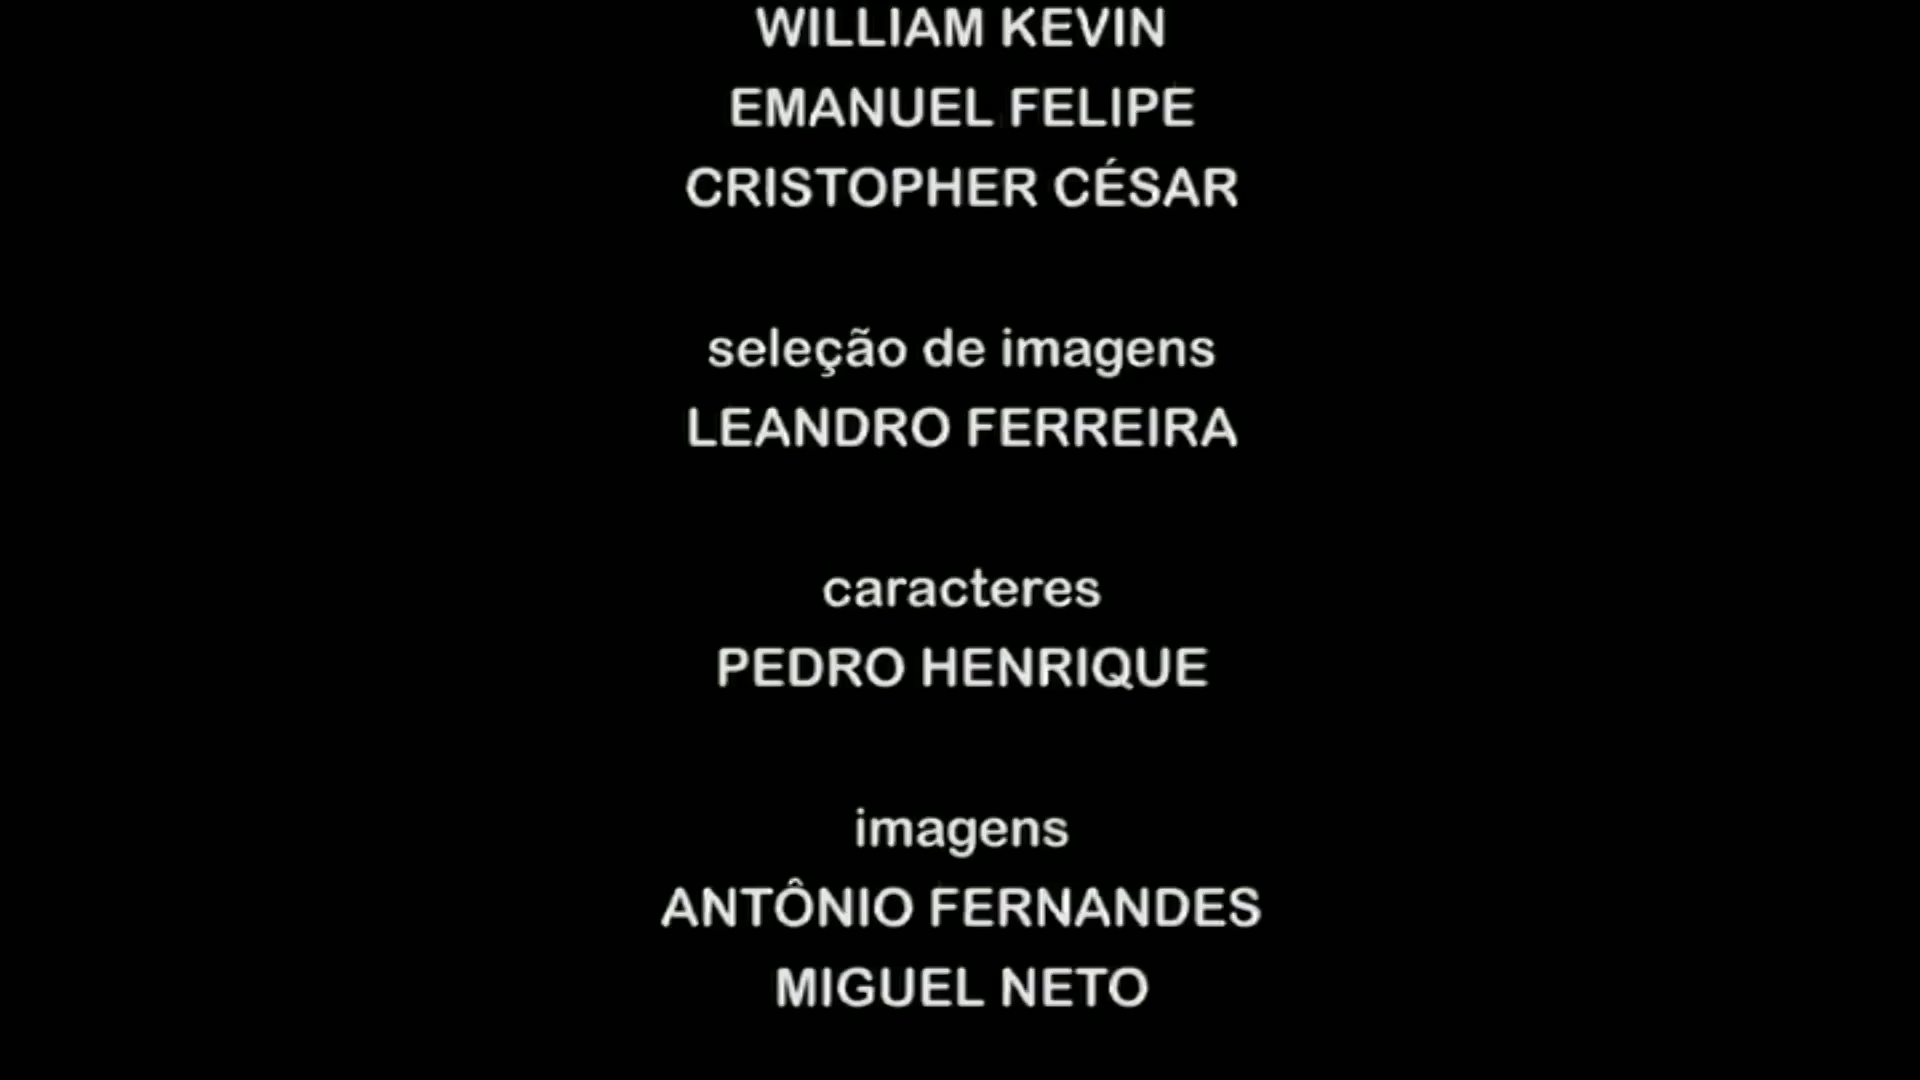 WILLIAM KEVIN
EMANUEL FELIPE
CRISTOPHER CÉSAR
seleção de imagens
LEANDRO FERREIRA
caracteres
PEDRO HENRIQUE
imagens
ANTÔNIO FERNANDES
MIGUEL NETO